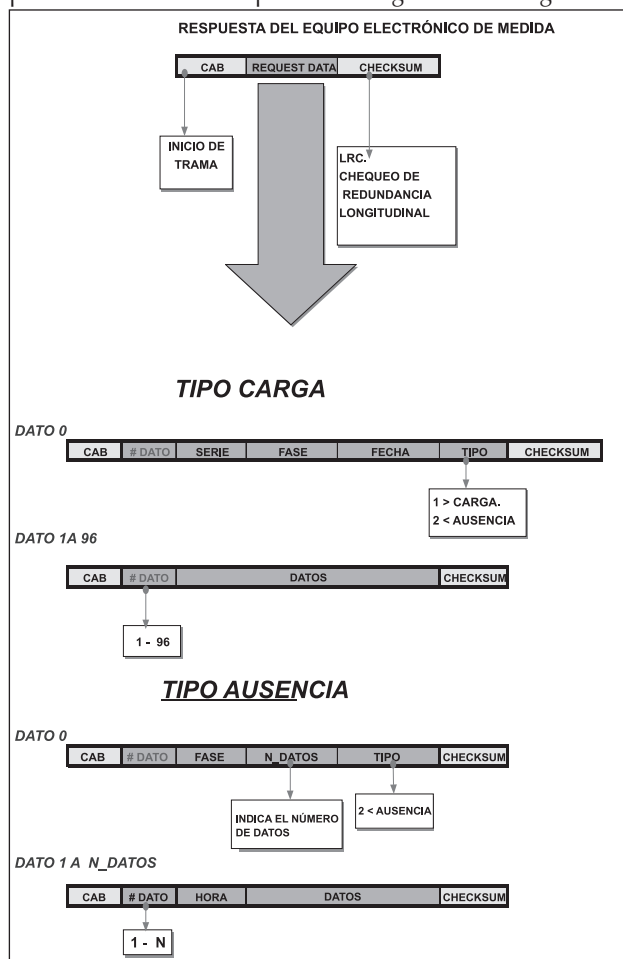 RESPUESTA DEL EQUIPO ELECTRÓNICO DE MEDIDA
CAB REQUEST DATA CHECKSUM
INICIO DE
TRAMA
LRC.
CHEQUEO DE
REDUNDANCIA
LONGITUDINAL
TIPO CARGA
DATO 0
CAB # DATO SERIE FASE FECHA TIPO CHECKSUM
1 > CARGA.
2 < AUSENCIA
DATO 1A 96
CAB # DATO DATOS CHECKSUM
1 - 96
TIPO AUSENCIA
DATO 0
CAB # DATO FASE N_DATOS TIPO CHECKSUM
INDICA EL NÚMERO
DE DATOS
2 < AUSENCIA
DATO 1 A N_DATOS
CAB # DATO HORA DATOS CHECKSUM
1 - N